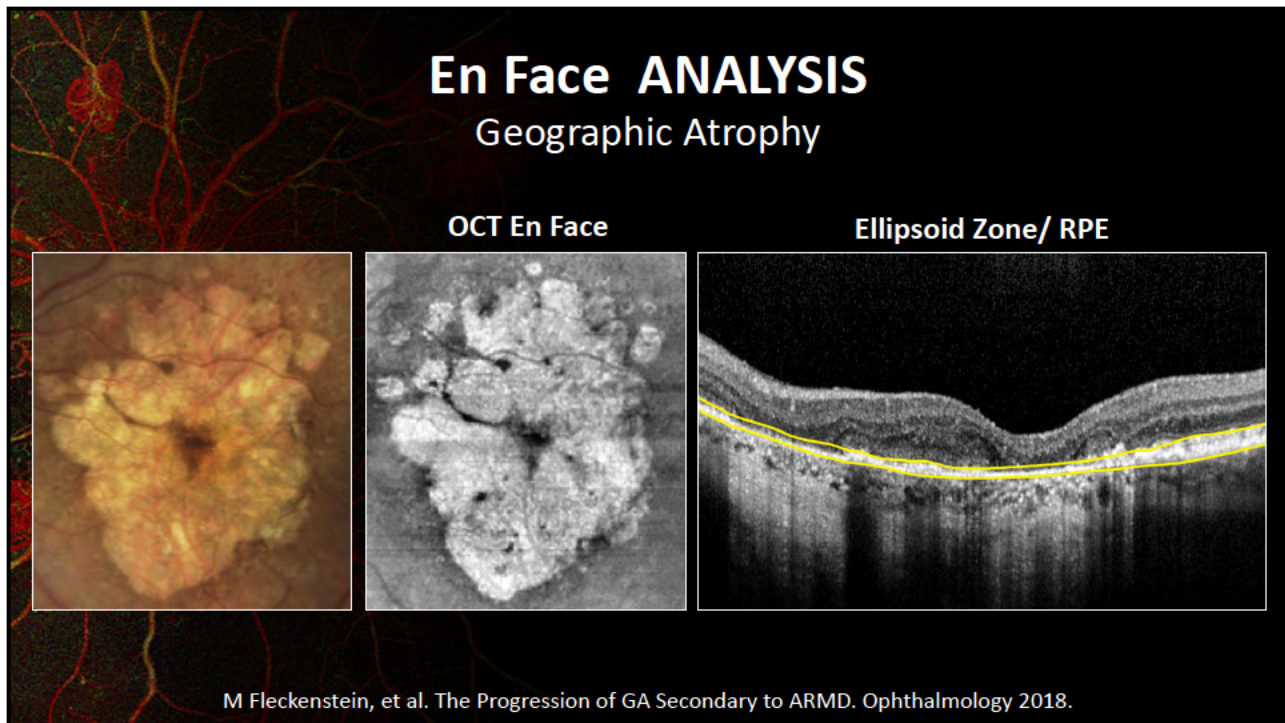 En Face ANALYSIS
Geographic Atrophy
OCT En Face
Ellipsoid Zone/ RPE
M Fleckenstein, et al. The Progression of GA Secondary to ARMD. Ophthalmology 2018.